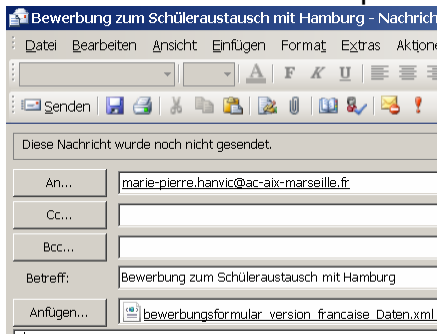 Bewerbung zum Schüleraustausch mit Hamburg - Nachrich
Datei Bearbeiten Ansicht Einfügen Format Extras Aktione
A F K U
Senden
Diese Nachricht wurde noch nicht gesendet.
An... marie-pierre.hanvic@ac-aix-marseille.fr
Cc...
Bcc...
Betreff: Bewerbung zum Schüleraustausch mit Hamburg
Anfügen... bewerbungsformular_version_francaise_Daten.xml